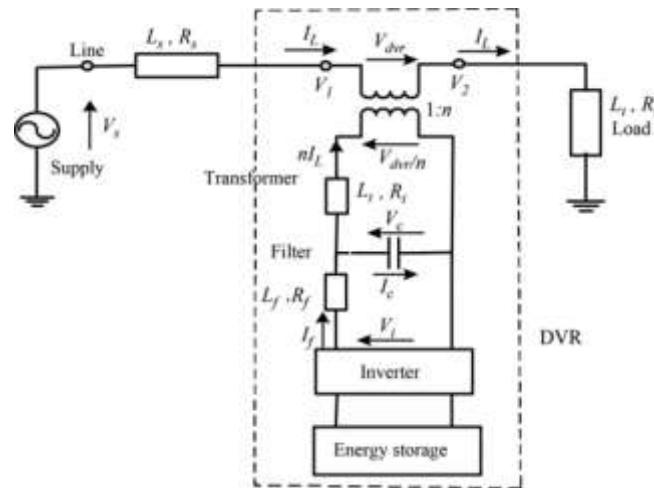 L_s , R_s
I_L
V_dvr
I_L
Line
V_1
V_2
1:n
V_s
L_t , R
Load
Supply
nI_L
V_dvr/n
Transformer
L_t , R_t
V_c
Filter
I_c
L_f ,R_f
I_f
V_i
DVR
Inverter
Energy storage